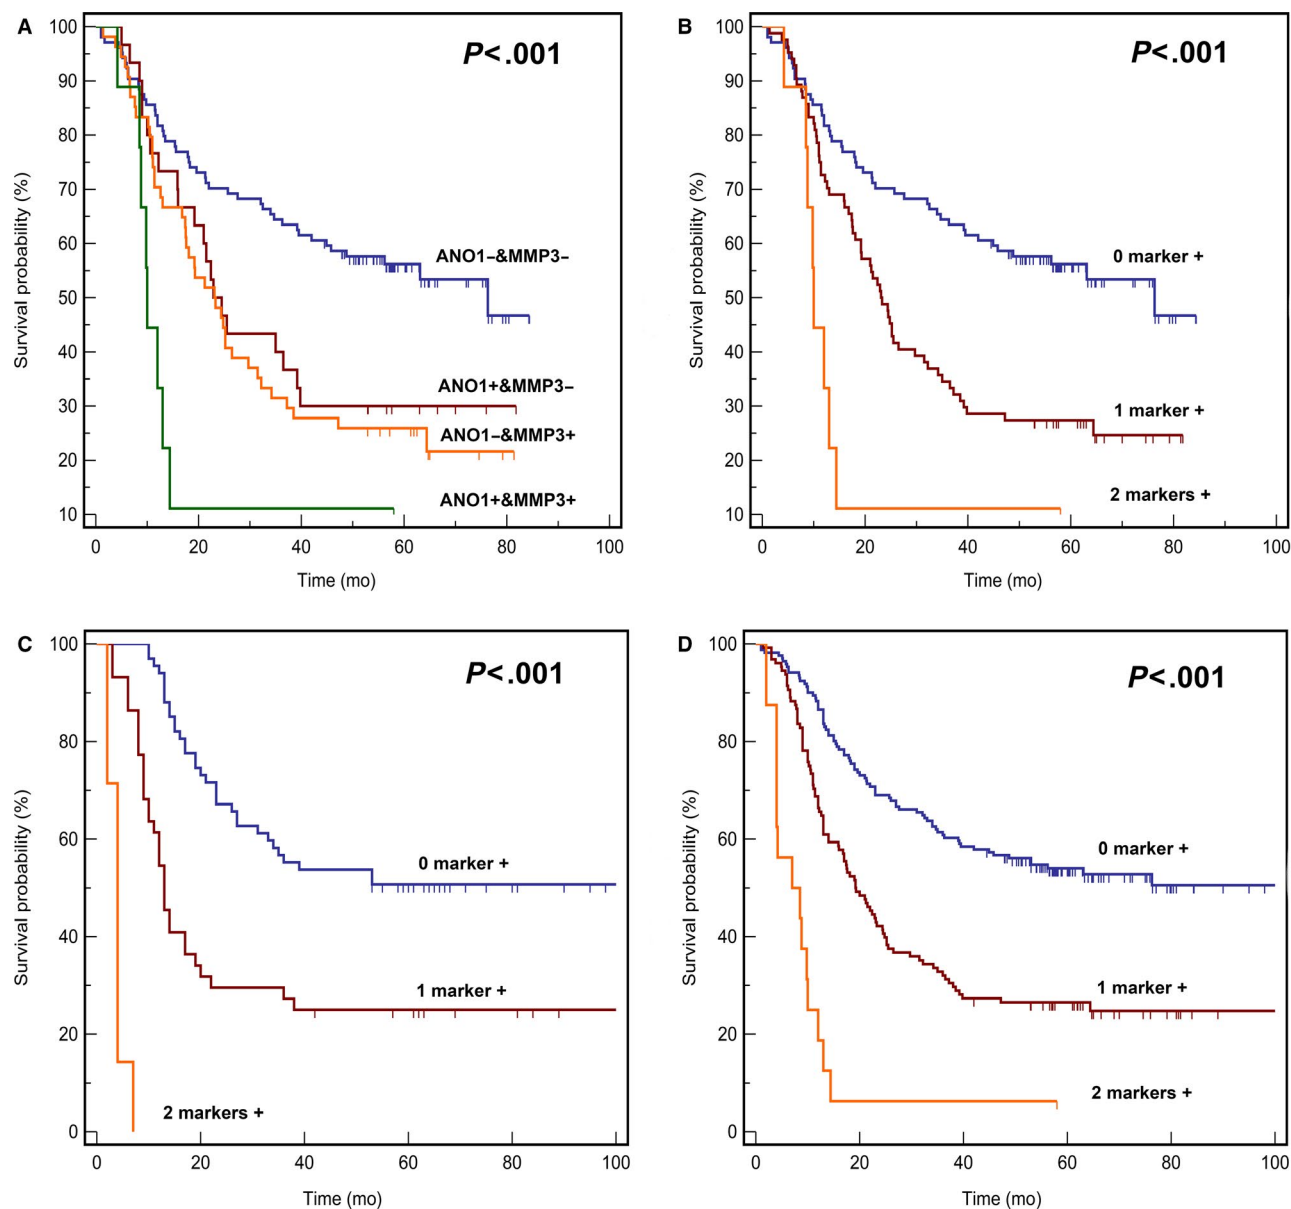 A
P<.001
100
90
80
70
60
50
40
30
20
10
Survival probability (%)
ANO1–&MMP3–
ANO1+&MMP3–
ANO1–&MMP3+
ANO1+&MMP3+
0 20 40 60 80 100
Time (mo)
B
P<.001
100
90
80
70
60
50
40
30
20
10
Survival probability (%)
0 marker +
1 marker +
2 markers +
0 20 40 60 80 100
Time (mo)
C
P<.001
100
80
60
40
20
0
Survival probability (%)
0 marker +
1 marker +
2 markers +
0 20 40 60 80 100
Time (mo)
D
P<.001
100
80
60
40
20
0
Survival probability (%)
0 marker +
1 marker +
2 markers +
0 20 40 60 80 100
Time (mo)